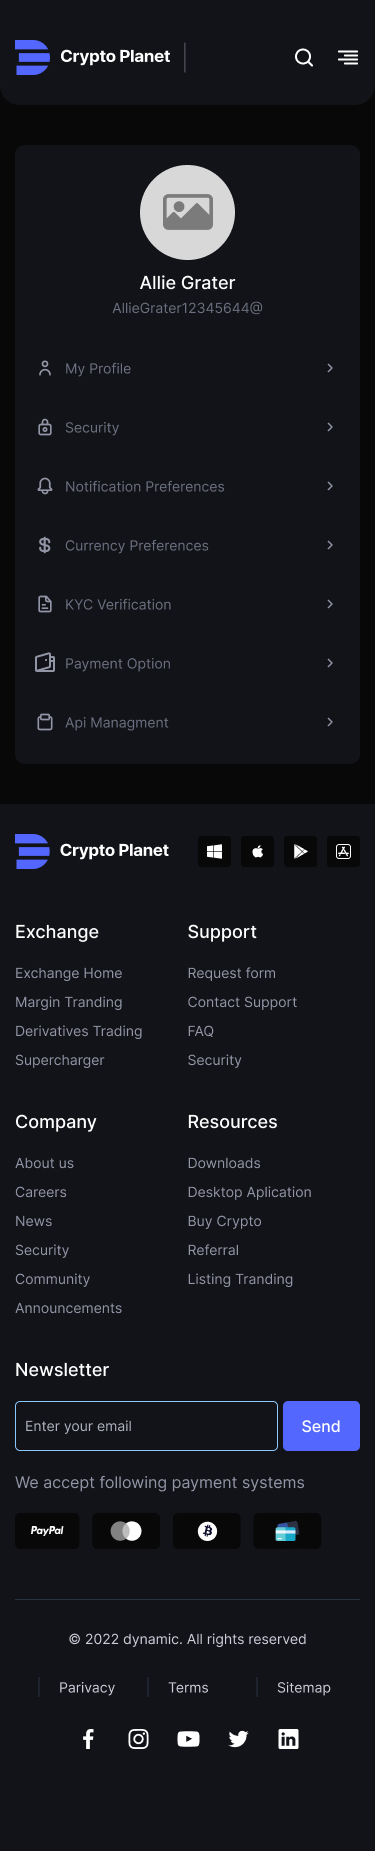 Crypto Planet
Allie Grater
AllieGrater12345644@
My Profile
Security
Notification Preferences
Currency Preferences
KYC Verification
Payment Option
Api Managment
Crypto Planet
Exchange
Exchange Home
Margin Tranding
Derivatives Trading
Supercharger
Support
Request form
Contact Support
FAQ
Security
Company
About us
Careers
News
Security
Community
Announcements
Resources
Downloads
Desktop Aplication
Buy Crypto
Referral
Listing Tranding
Newsletter
Enter your email
Send
We accept following payment systems
PayPal
© 2022 dynamic. All rights reserved
Parivacy
Terms
Sitemap